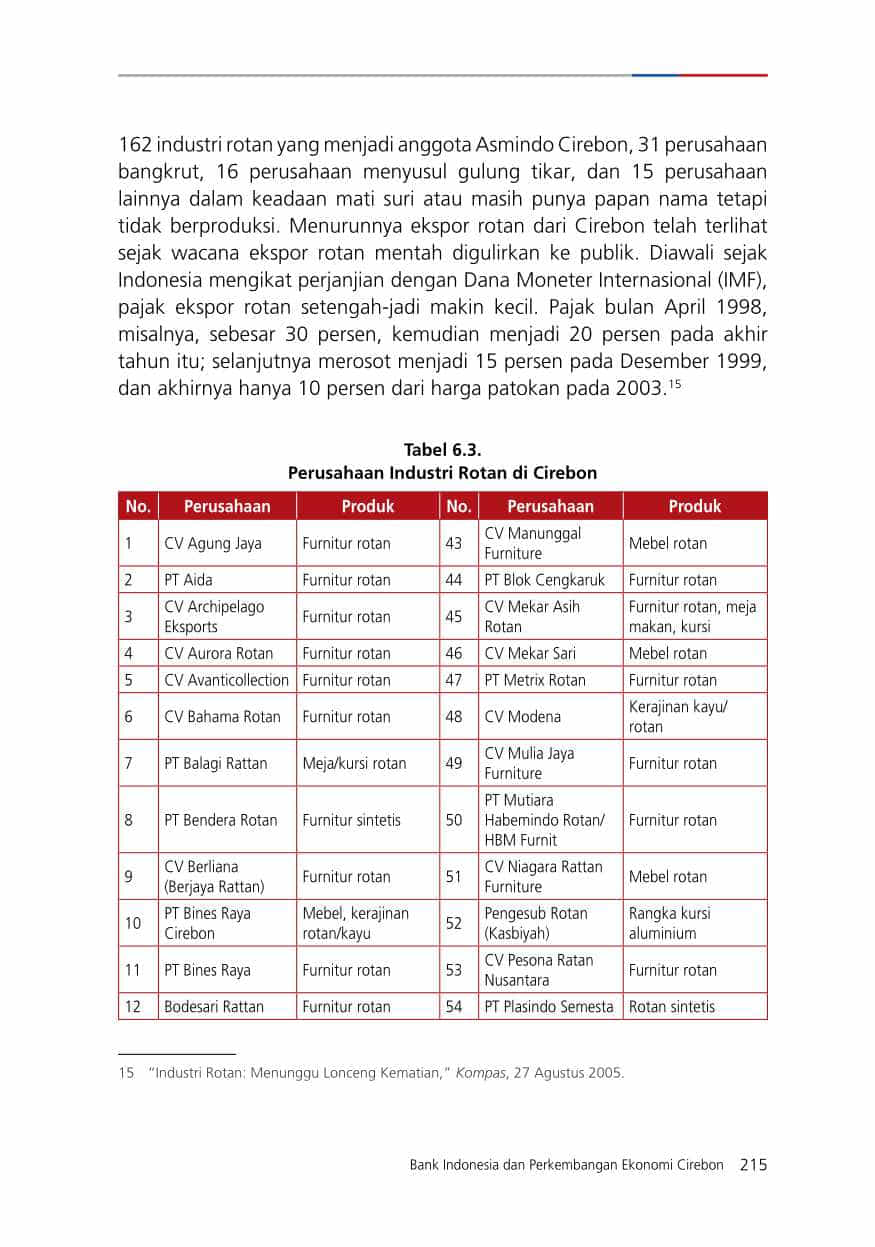 162 industri rotan yang menjadi anggota Asmindo Cirebon, 31 perusahaan
bangkrut, 16 perusahaan menyusul gulung tikar, dan 15 perusahaan
lainnya dalam keadaan mati suri atau masih punya papan nama tetapi
tidak berproduksi. Menurunnya ekspor rotan dari Cirebon telah terlihat
sejak wacana ekspor rotan mentah digulirkan ke publik. Diawali sejak
Indonesia mengikat perjanjian dengan Dana Moneter Internasional (IMF),
pajak ekspor rotan setengah-jadi makin kecil. Pajak bulan April 1998,
misalnya, sebesar 30 persen, kemudian menjadi 20 persen pada akhir
tahun itu; selanjutnya merosot menjadi 15 persen pada Desember 1999,
dan akhirnya hanya 10 persen dari harga patokan pada 2003.15
Tabel 6.3.
Perusahaan Industri Rotan di Cirebon
No. Perusahaan Produk No. Perusahaan Produk
1 CV Agung Jaya Furnitur rotan 43 CV Manunggal Furniture Mebel rotan
2 PT Aida Furnitur rotan 44 PT Blok Cengkaruk Furnitur rotan
3 CV Archipelago Eksports Furnitur rotan 45 CV Mekar Asih Rotan Furnitur rotan, meja makan, kursi
4 CV Aurora Rotan Furnitur rotan 46 CV Mekar Sari Mebel rotan
5 CV Avanticollection Furnitur rotan 47 PT Metrix Rotan Furnitur rotan
6 CV Bahama Rotan Furnitur rotan 48 CV Modena Kerajinan kayu/ rotan
7 PT Balagi Rattan Meja/kursi rotan 49 CV Mulia Jaya Furniture Furnitur rotan
8 PT Bendera Rotan Furnitur sintetis 50 PT Mutiara Habemindo Rotan/ HBM Furnit Furnitur rotan
9 CV Berliana (Berjaya Rattan) Furnitur rotan 51 CV Niagara Rattan Furniture Mebel rotan
10 PT Bines Raya Cirebon Mebel, kerajinan rotan/kayu 52 Pengesub Rotan (Kasbiyah) Rangka kursi aluminium
11 PT Bines Raya Furnitur rotan 53 CV Pesona Ratan Nusantara Furnitur rotan
12 Bodesari Rattan Furnitur rotan 54 PT Plasindo Semesta Rotan sintetis
15 "Industri Rotan: Menunggu Lonceng Kematian," Kompas, 27 Agustus 2005.
Bank Indonesia dan Perkembangan Ekonomi Cirebon 215